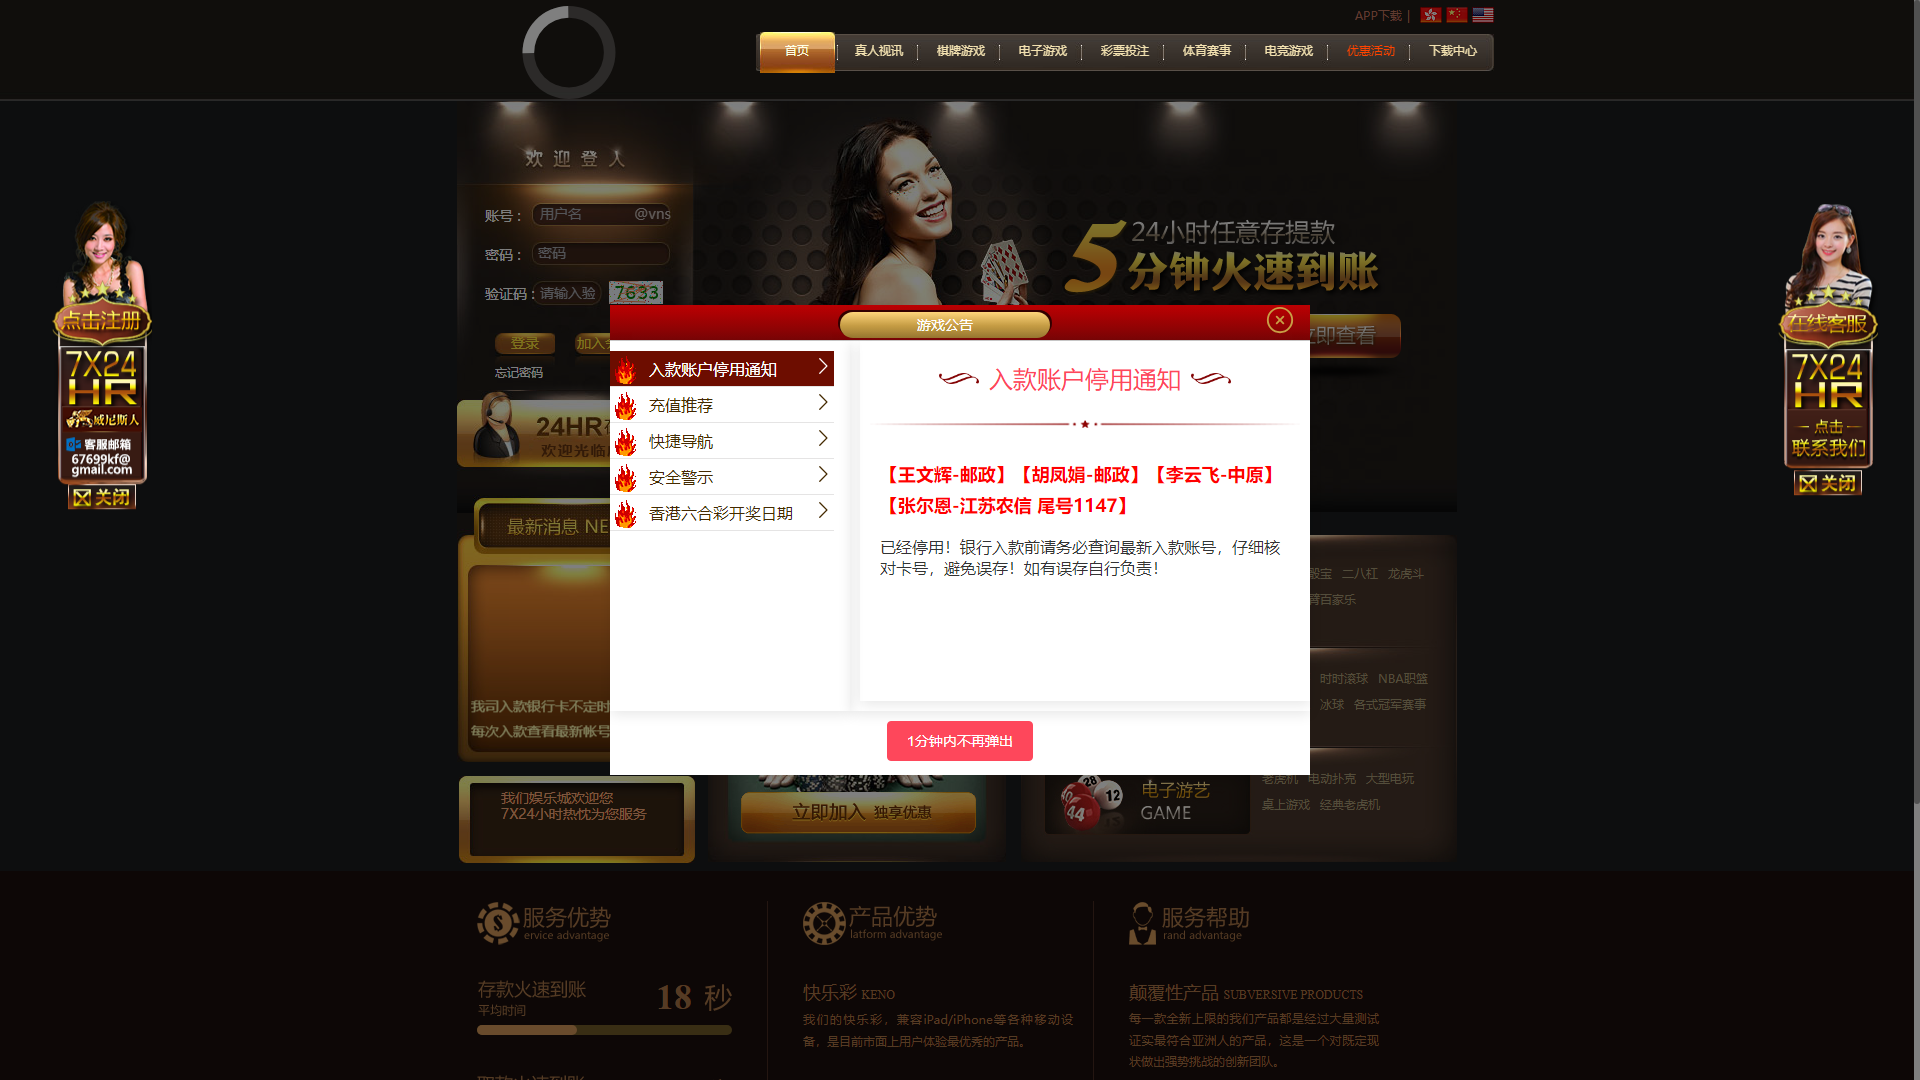 APP下载 |
首页 真人视讯 棋牌游戏 电子游戏 彩票投注 体育赛事 电竞游戏 优惠活动 下载中心
欢迎登入
账号： 用户名 @vns
密码： 密码
验证码： 请输入验 7633
登录 加入
忘记密码
24小时任意存提款
5分钟火速到账
立即查看
点击注册
7X24
HR
威尼斯人
客服邮箱
67699kf@
gmail.com
关闭
在线客服
7X24
HR
点击
联系我们
关闭
24HR
欢迎光临
最新消息 NE
我司入款银行卡不定时
每次入款查看最新帐号
我们娱乐城欢迎您
7X24小时热忱为您服务
游戏公告
入款账户停用通知
充值推荐
快捷导航
安全警示
香港六合彩开奖日期
入款账户停用通知
【王文辉-邮政】【胡凤娟-邮政】【李云飞-中原】
【张尔恩-江苏农信 尾号1147】
已经停用！银行入款前请务必查询最新入款账号，仔细核
对卡号，避免误存！如有误存自行负责！
1分钟内不再弹出
骰宝 二八杠 龙虎斗
百家乐
时时滚球 NBA职篮
冰球 各式冠军赛事
立即加入 独享优惠
电子游艺
GAME
老虎机 电动扑克 大型电玩
桌上游戏 经典老虎机
服务优势
ervice advantage
产品优势
latform advantage
服务帮助
rand advantage
存款火速到账
平均时间
18 秒
快乐彩 KENO
我们的快乐彩，兼容iPad/iPhone等各种移动设
备，是目前市面上用户体验最优秀的产品。
颠覆性产品 SUBVERSIVE PRODUCTS
每一款全新上限的我们产品都是经过大量测试
证实最符合亚洲人的产品，这是一个对既定现
状做出强势挑战的创新团队。